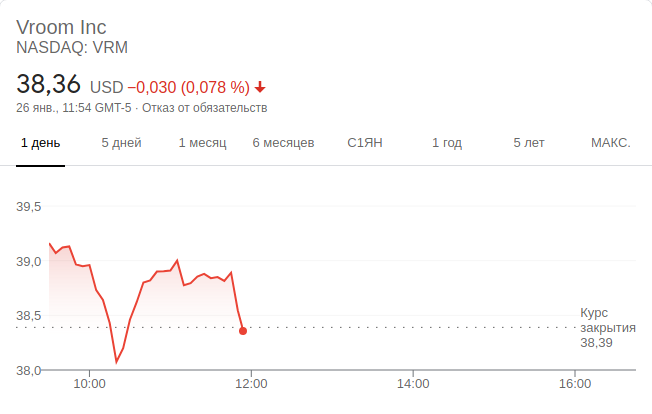 Vroom Inc
NASDAQ: VRM
38,36 USD −0,030 (0,078 %)
26 янв., 11:54 GMT-5 · Отказ от обязательств
1 день 5 дней 1 месяц 6 месяцев С1ЯН 1 год 5 лет МАКС.
39,5
39,0
38,5
Курс
закрытия
38,39
38,0
10:00 12:00 14:00 16:00